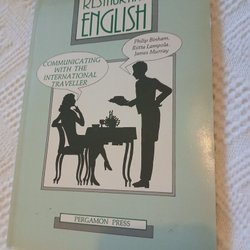 RESTAURANT
ENGLISH
Philip Binham,
Riitta Lampola,
James Murray
COMMUNICATING
WITH THE
INTERNATIONAL
TRAVELLER
PERGAMON PRESS